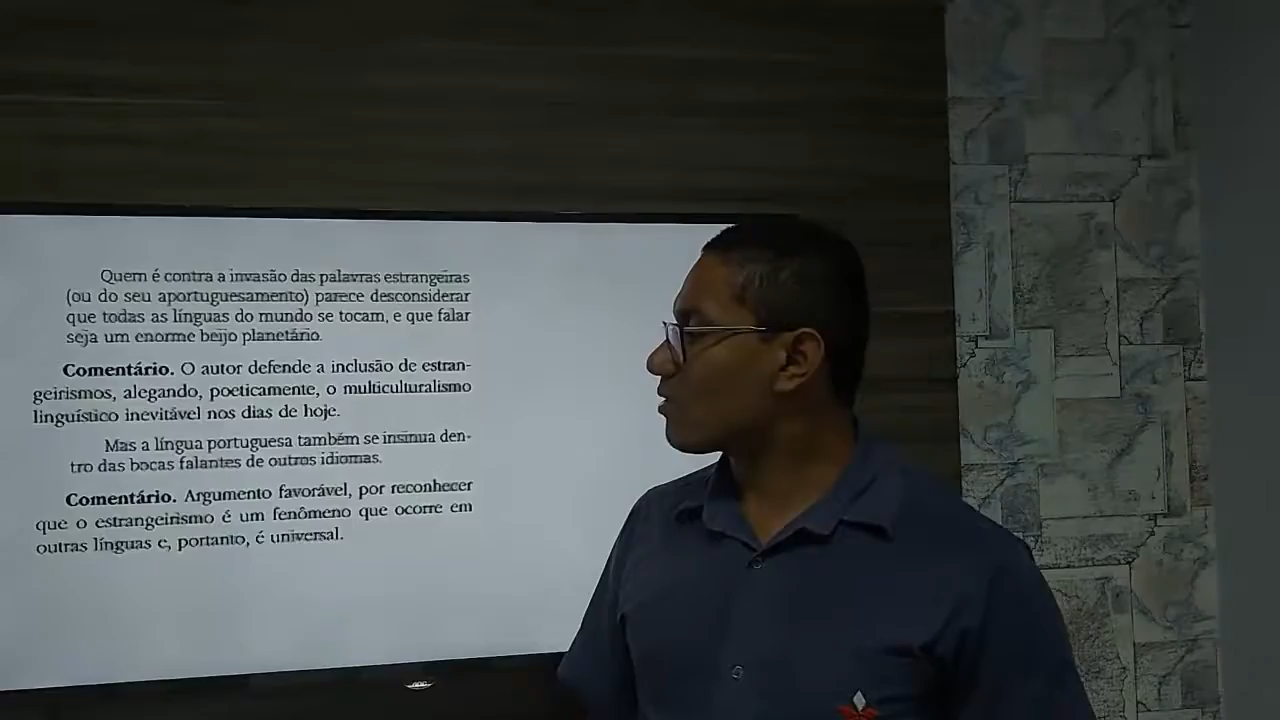 Quem é contra a invasão das palavras estrangeiras
(ou do seu aportuguesamento) parece desconsiderar
que todas as línguas do mundo se tocam, e que falar
seja um enorme beijo planetário.
Comentário. O autor defende a inclusão de estran-
geirismos, alegando, poeticamente, o multiculturalismo
linguístico inevitável nos dias de hoje.
Mas a língua portuguesa também se insinua den-
tro das bocas falantes de outros idiomas.
Comentário. Argumento favorável, por reconhecer
que o estrangeirismo é um fenômeno que ocorre em
outras línguas e, portanto, é universal.
AOC